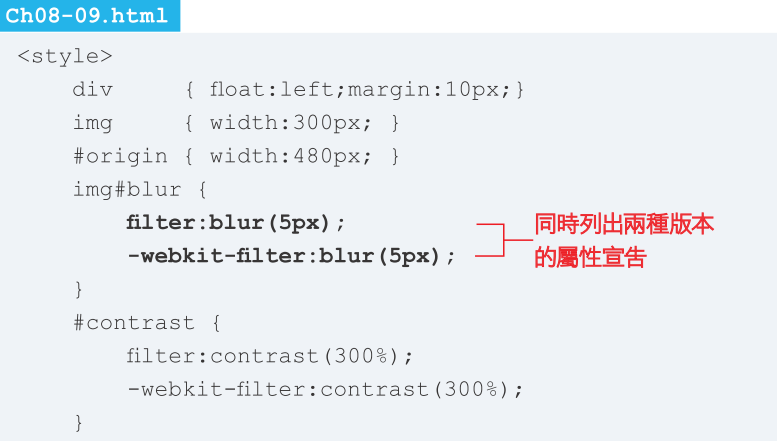 Ch08-09.html
<style>
div { float:left;margin:10px;}
img { width:300px; }
#origin { width:480px; }
img#blur {
filter:blur(5px);
-webkit-filter:blur(5px);
同時列出兩種版本
的屬性宣告
}
#contrast {
filter:contrast(300%);
-webkit-filter:contrast(300%);
}